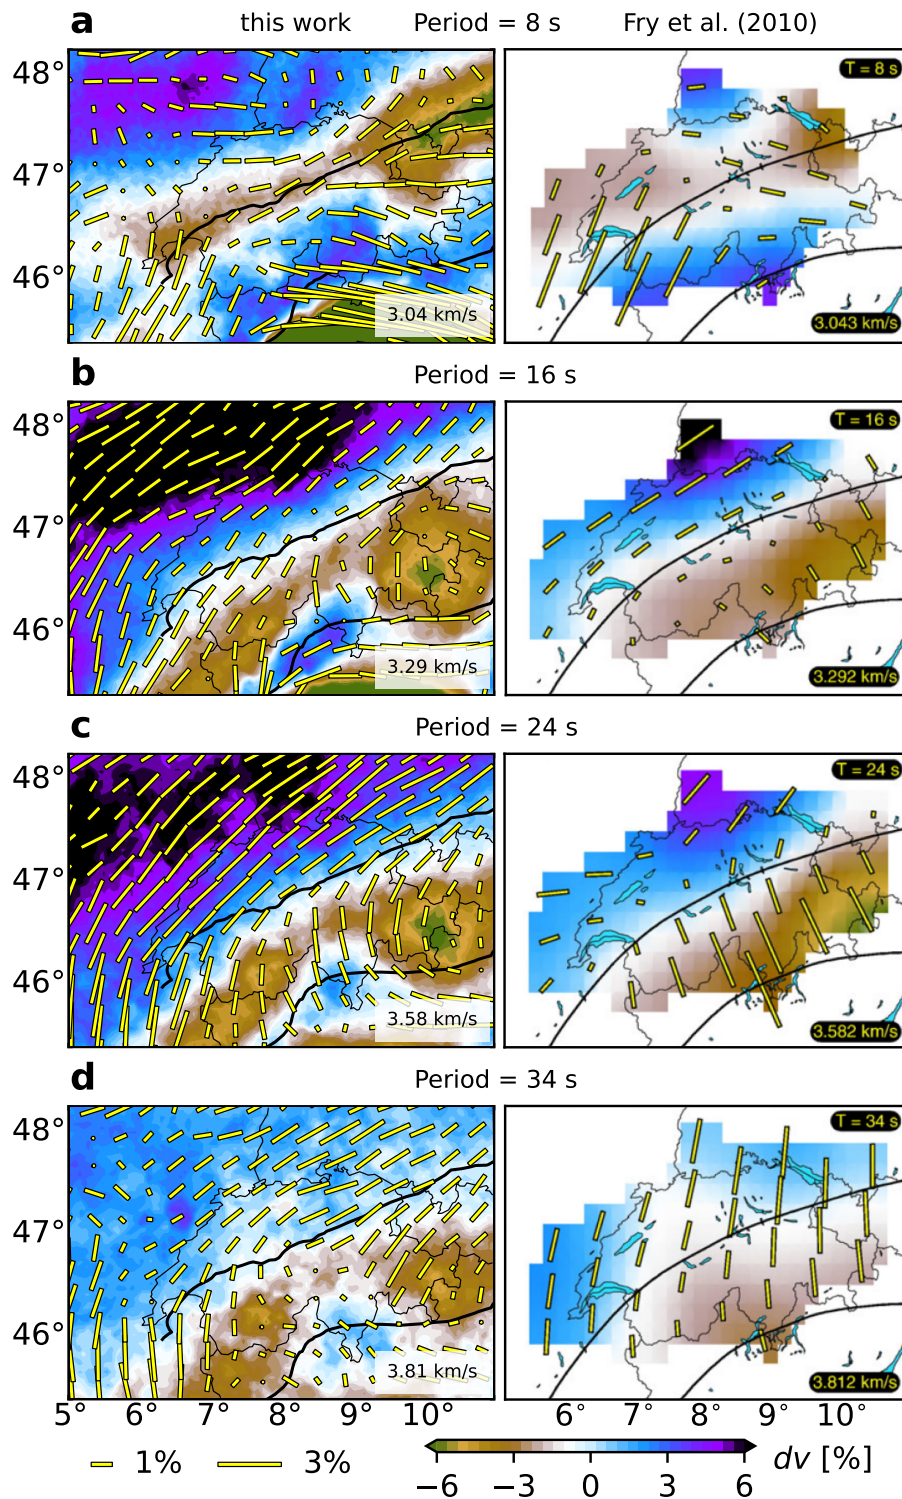 a this work Period = 8 s Fry et al. (2010)
48°
47°
46°
3.04 km/s
T = 8 s
3.043 km/s
b Period = 16 s
48°
47°
46°
3.29 km/s
T = 16 s
3.292 km/s
c Period = 24 s
48°
47°
46°
3.58 km/s
T = 24 s
3.582 km/s
d Period = 34 s
48°
47°
46°
3.81 km/s
T = 34 s
3.812 km/s
5° 6° 7° 8° 9° 10° 6° 7° 8° 9° 10°
1% 3% dv [%]
−6 −3 0 3 6